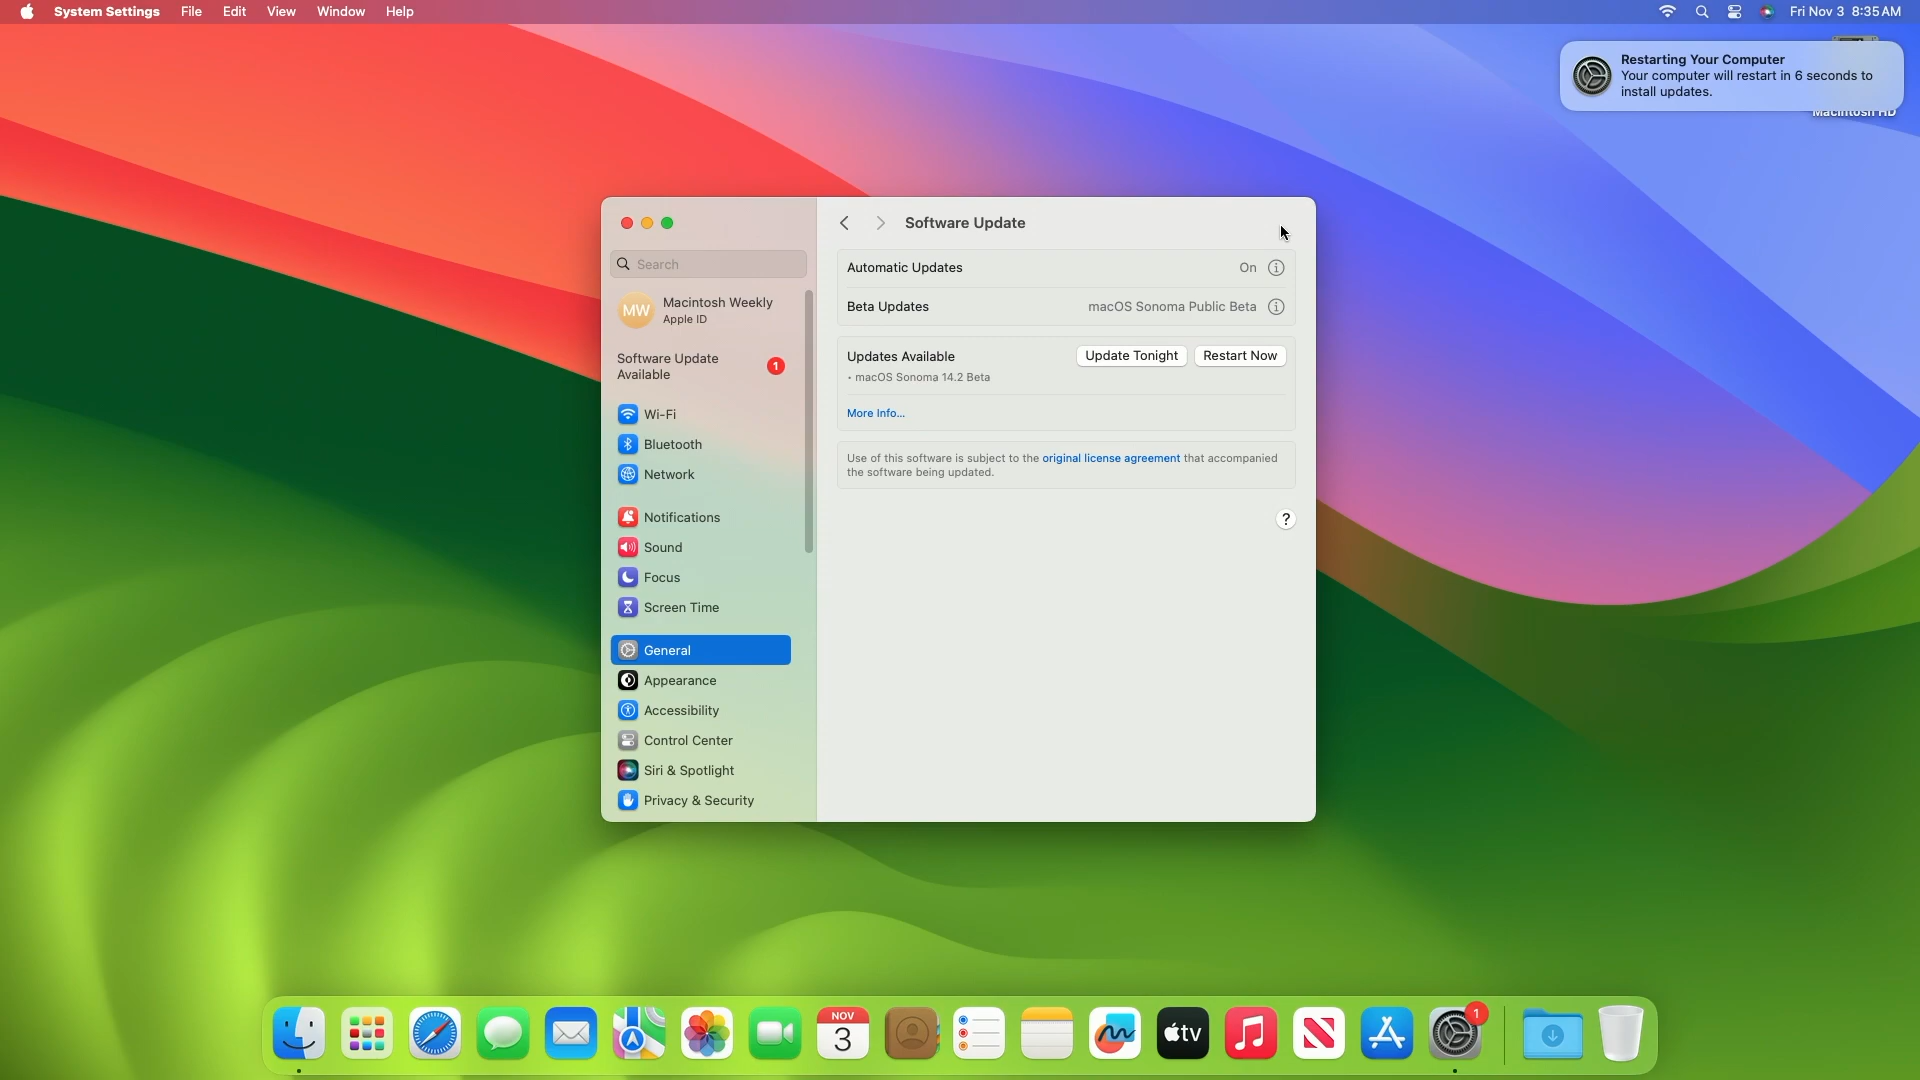 System Settings File Edit View Window Help Fri Nov 3 8:35 AM
Restarting Your Computer
Your computer will restart in 6 seconds to
install updates.
Macintosh HD
Software Update
Search
MW Macintosh Weekly
Apple ID
Software Update
Available 1
Wi-Fi
Bluetooth
Network
Notifications
Sound
Focus
Screen Time
General
Appearance
Accessibility
Control Center
Siri & Spotlight
Privacy & Security
Automatic Updates On
Beta Updates macOS Sonoma Public Beta
Updates Available Update Tonight Restart Now
• macOS Sonoma 14.2 Beta
More Info...
Use of this software is subject to the original license agreement that accompanied
the software being updated.
?
NOV
3
tv
1